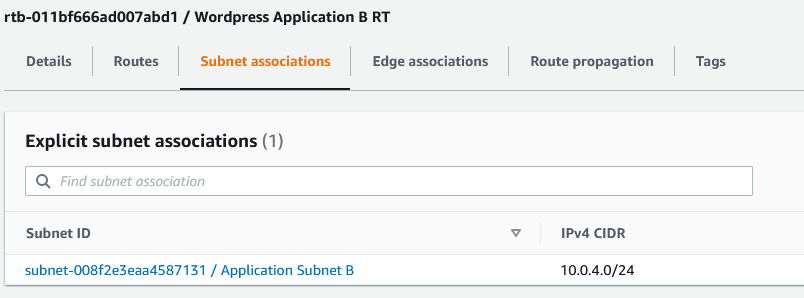 rtb-011bf666ad007abd1 / Wordpress Application B RT
Details Routes Subnet associations Edge associations Route propagation Tags
Explicit subnet associations (1)
Find subnet association
Subnet ID IPv4 CIDR
subnet-008f2e3eaa4587131 / Application Subnet B 10.0.4.0/24